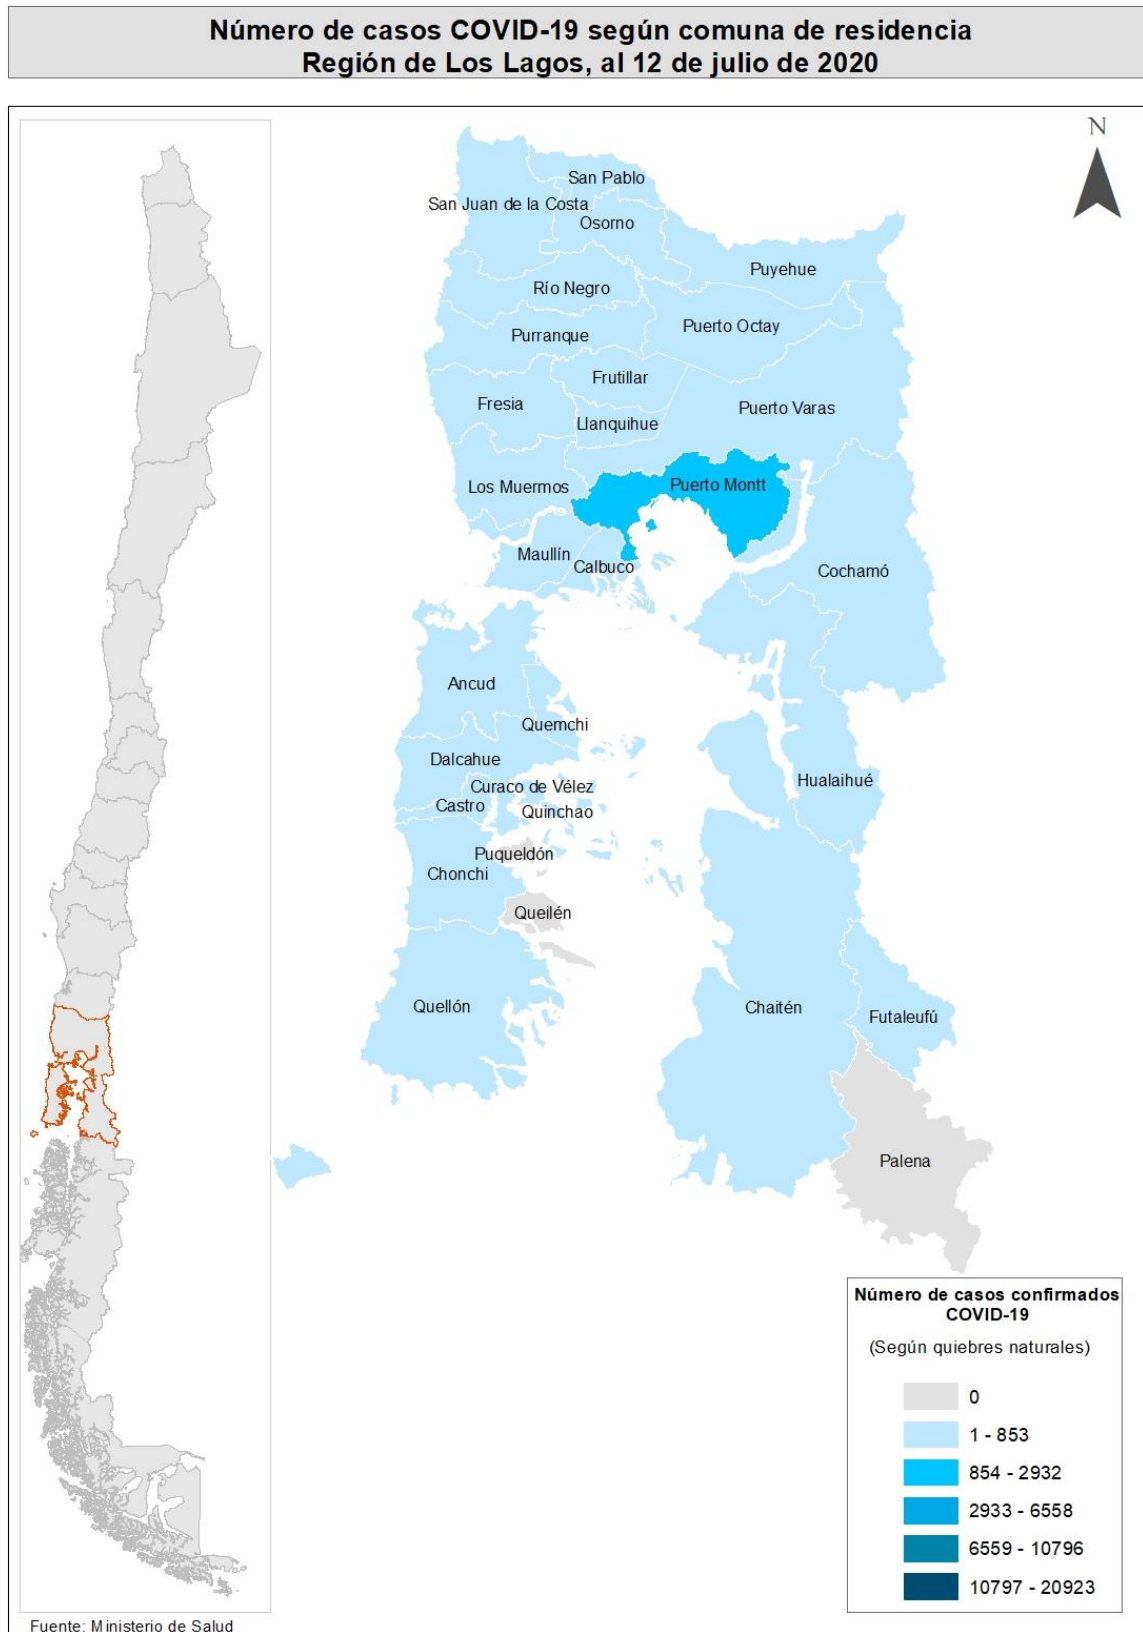 Número de casos COVID-19 según comuna de residencia
Región de Los Lagos, al 12 de julio de 2020
N
San Pablo
San Juan de la Costa
Osorno
Puyehue
Río Negro
Puerto Octay
Purranque
Frutillar
Fresia
Puerto Varas
Llanquihue
Los Muermos
Puerto Montt
Maullín
Calbuco
Cochamó
Ancud
Quemchi
Dalcahue
Hualaihué
Curaco de Vélez
Castro
Quinchao
Puqueldón
Chonchi
Queilén
Quellón
Chaitén
Futaleufú
Palena
Número de casos confirmados
COVID-19
(Según quiebres naturales)
0
1 - 853
854 - 2932
2933 - 6558
6559 - 10796
10797 - 20923
Fuente: Ministerio de Salud